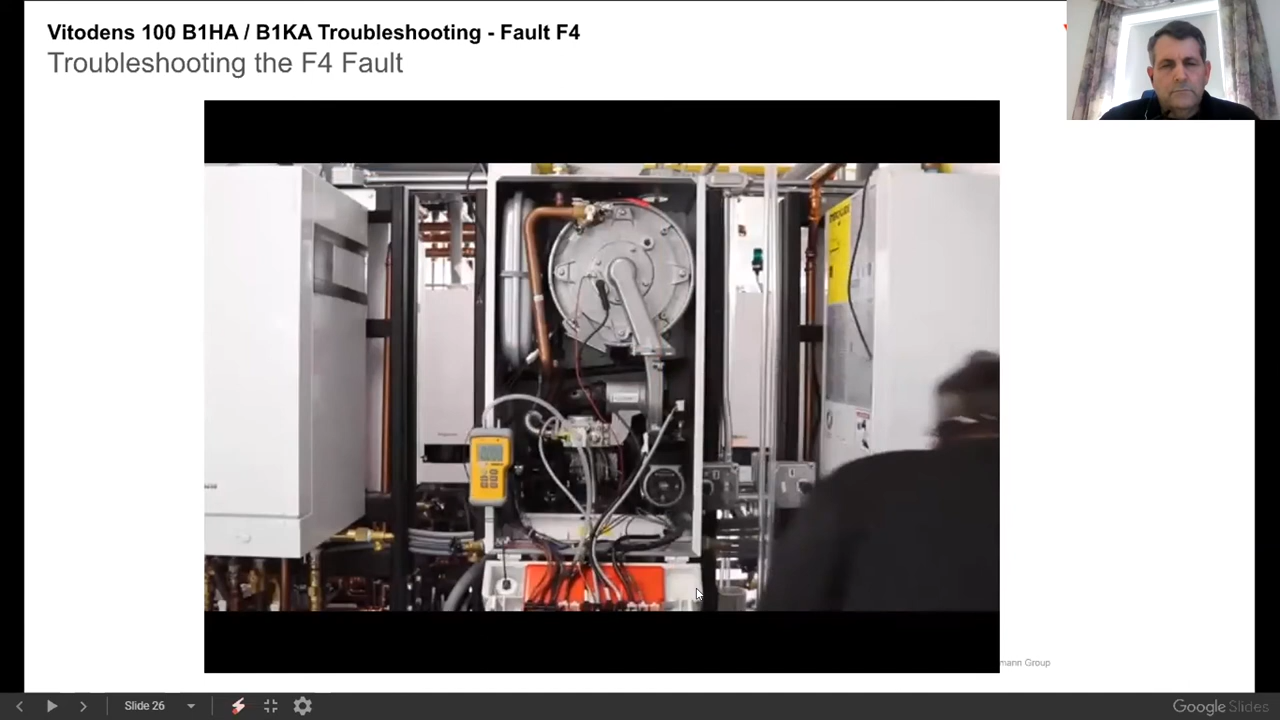 Vitodens 100 B1HA / B1KA Troubleshooting - Fault F4
Troubleshooting the F4 Fault
mann Group
Slide 26
Google Slides